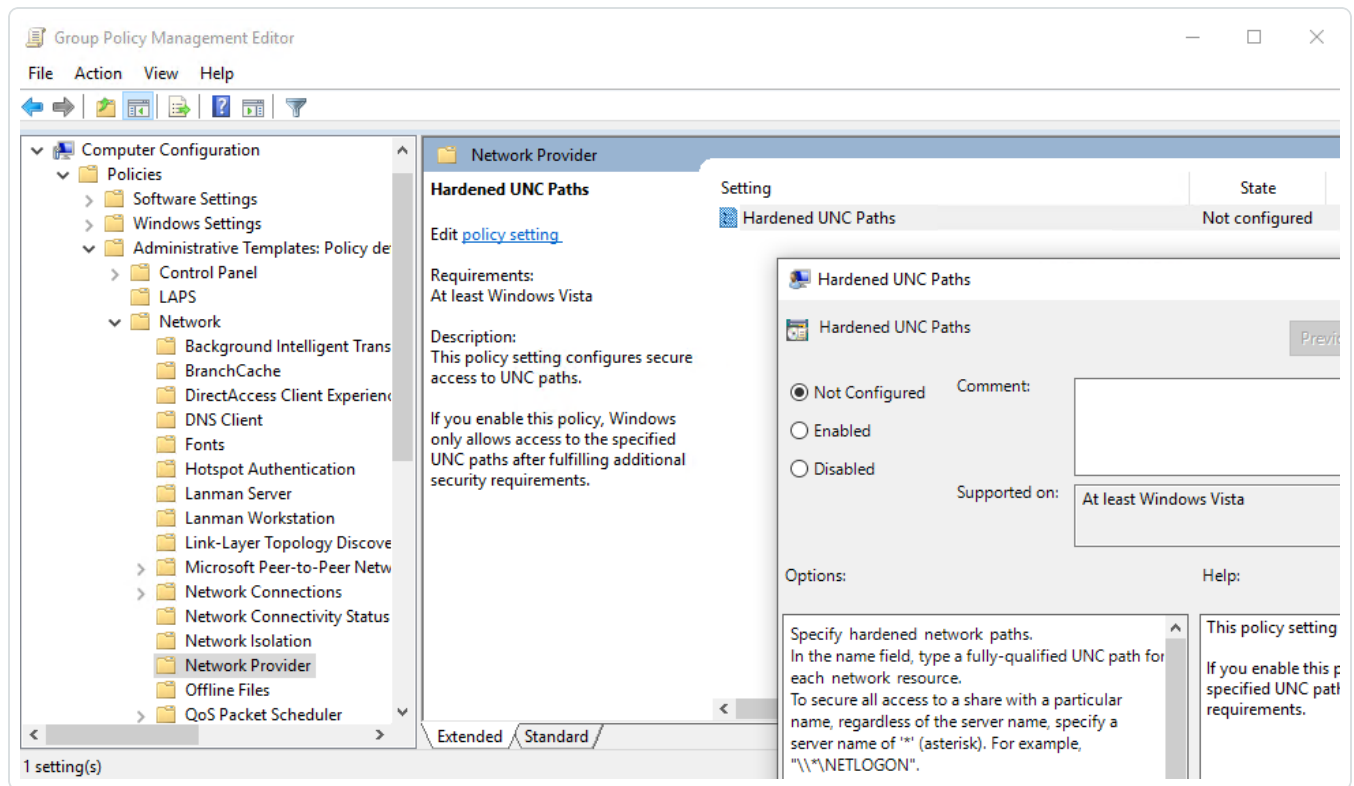 Group Policy Management Editor
File Action View Help
Computer Configuration
Policies
Software Settings
Windows Settings
Administrative Templates: Policy de
Control Panel
LAPS
Network
Background Intelligent Trans
BranchCache
DirectAccess Client Experienc
DNS Client
Fonts
Hotspot Authentication
Lanman Server
Lanman Workstation
Link-Layer Topology Discove
Microsoft Peer-to-Peer Netw
Network Connections
Network Connectivity Status
Network Isolation
Network Provider
Offline Files
QoS Packet Scheduler
1 setting(s)
Network Provider
Hardened UNC Paths
Edit policy setting
Requirements:
At least Windows Vista
Description:
This policy setting configures secure
access to UNC paths.
If you enable this policy, Windows
only allows access to the specified
UNC paths after fulfilling additional
security requirements.
Extended Standard
Setting State
Hardened UNC Paths Not configured
Hardened UNC Paths
Hardened UNC Paths
Previ
Not Configured
Enabled
Disabled
Comment:
Supported on:
At least Windows Vista
Options:
Help:
Specify hardened network paths.
In the name field, type a fully-qualified UNC path for
each network resource.
To secure all access to a share with a particular
name, regardless of the server name, specify a
server name of '*' (asterisk). For example,
"\\*\NETLOGON".
This policy setting
If you enable this p
specified UNC path
requirements.